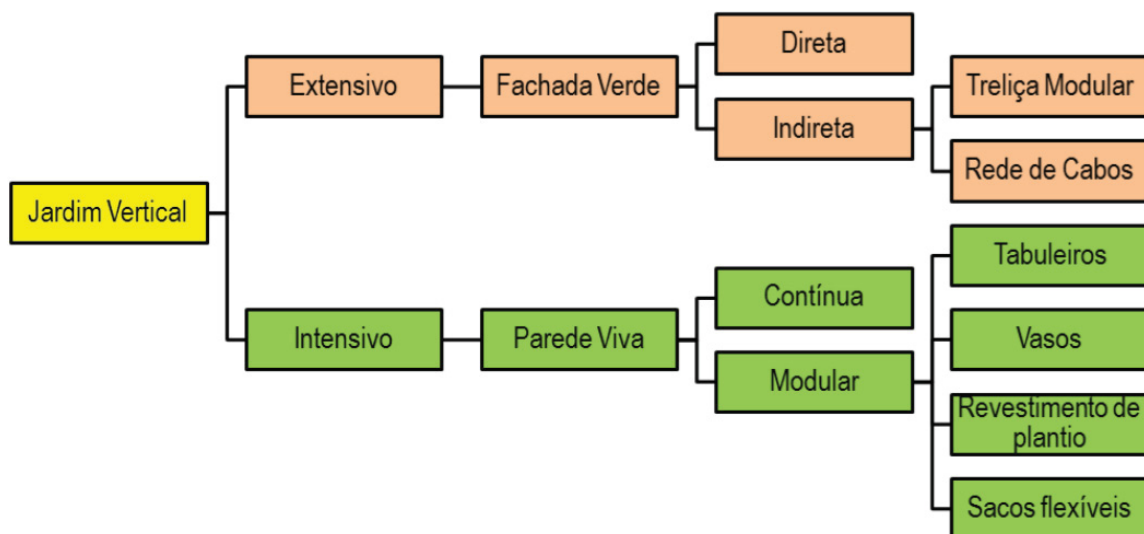 Jardim Vertical
Extensivo
Fachada Verde
Direta
Indireta
Treliça Modular
Rede de Cabos
Intensivo
Parede Viva
Contínua
Modular
Tabuleiros
Vasos
Revestimento de
plantio
Sacos flexíveis